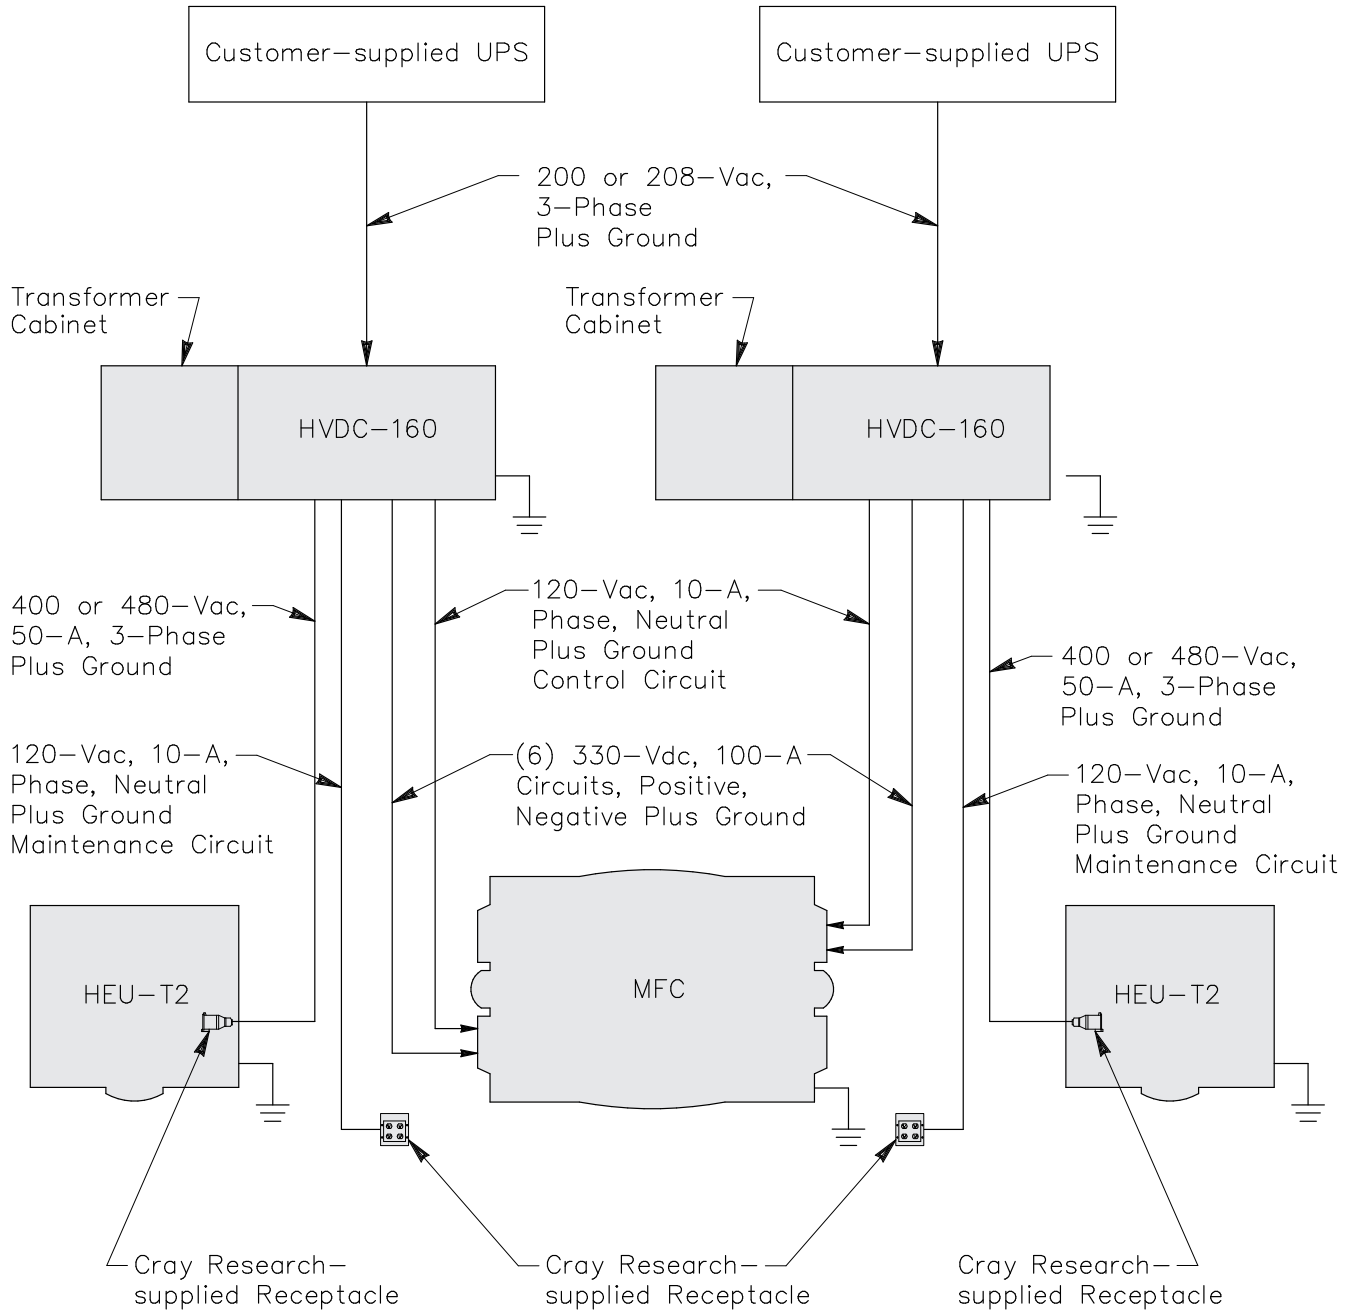 Customer-supplied UPS
Customer-supplied UPS
200 or 208-Vac,
3-Phase
Plus Ground
Transformer
Cabinet
Transformer
Cabinet
HVDC-160
HVDC-160
400 or 480-Vac,
50-A, 3-Phase
Plus Ground
120-Vac, 10-A,
Phase, Neutral
Plus Ground
Control Circuit
400 or 480-Vac,
50-A, 3-Phase
Plus Ground
120-Vac, 10-A,
Phase, Neutral
Plus Ground
Maintenance Circuit
(6) 330-Vdc, 100-A
Circuits, Positive,
Negative Plus Ground
120-Vac, 10-A,
Phase, Neutral
Plus Ground
Maintenance Circuit
HEU-T2
MFC
HEU-T2
Cray Research-
supplied Receptacle
Cray Research-
supplied Receptacle
Cray Research-
supplied Receptacle